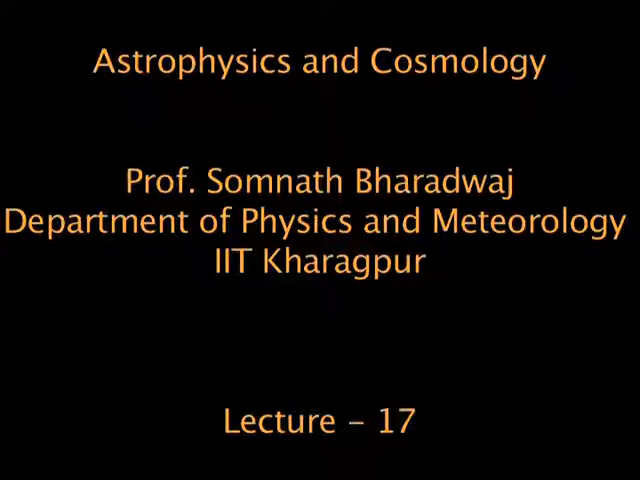 Astrophysics and Cosmology
Prof. Somnath Bharadwaj
Department of Physics and Meteorology
IIT Kharagpur
Lecture - 17